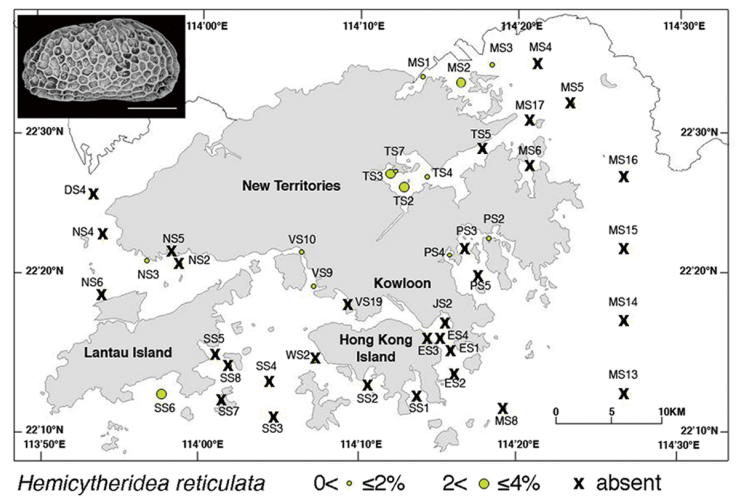 114'00"E 114'10"E 114'20"E 114'30"E
MS3 MS4
MS1 MS2
MS5
MS17
22'30"N 22'30"N
TS5
TS7 MS6 MS16
TS3 TS4
New Territories
DS4 TS2
PS2
NS4 NS5 VS10 PS3 MS15
NS3 NS2 PS4
22'20"N 22'20"N
NS6 VS9 Kowloon PS5
VS19 JS2 MS14
SS5 Hong Kong Island ES4
Lantau Island WS2 ES3 ES1
SS8 SS4
ES2 MS13
SS6 SS7 SS2 SS1
SS3 MS8 0 5 10KM
22'10"N 22'10"N
113'50"E 114'00"E 114'10"E 114'20"E 114'30"E
Hemicytheridea reticulata 0< ≤2% 2< ≤4% x absent